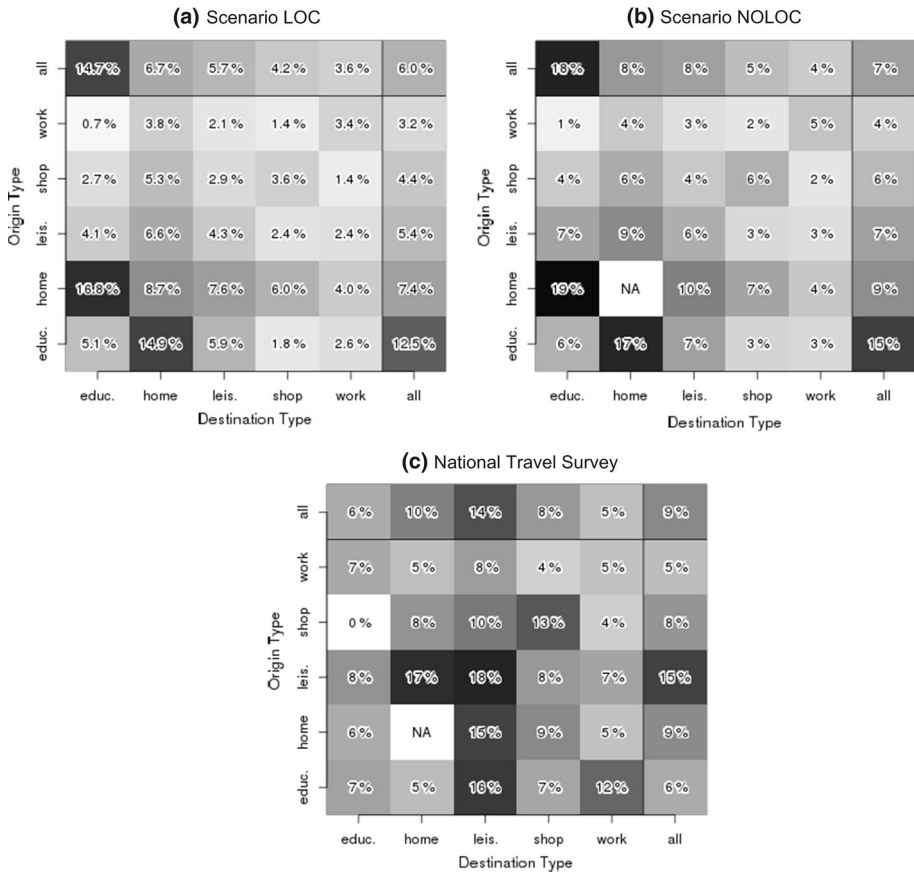 (a) Scenario LOC
all 14.7% 6.7% 5.7% 4.2% 3.6% 6.0%
work 0.7% 3.8% 2.1% 1.4% 3.4% 3.2%
shop 2.7% 5.3% 2.9% 3.6% 1.4% 4.4%
leis. 4.1% 6.6% 4.3% 2.4% 2.4% 5.4%
home 16.8% 8.7% 7.6% 6.0% 4.0% 7.4%
educ. 5.1% 14.9% 5.9% 1.8% 2.6% 12.5%
Origin Type
educ. home leis. shop work all
Destination Type
(b) Scenario NOLOC
all 18% 8% 8% 5% 4% 7%
work 1% 4% 3% 2% 5% 4%
shop 4% 6% 4% 6% 2% 6%
leis. 7% 9% 6% 3% 3% 7%
home 19% NA 10% 7% 4% 9%
educ. 6% 17% 7% 3% 3% 15%
Origin Type
educ. home leis. shop work all
Destination Type
(c) National Travel Survey
all 6% 10% 14% 8% 5% 9%
work 7% 5% 8% 4% 5% 5%
shop 0% 8% 10% 13% 4% 8%
leis. 8% 17% 18% 8% 7% 15%
home 6% NA 15% 9% 5% 9%
educ. 7% 5% 16% 7% 12% 6%
Origin Type
educ. home leis. shop work all
Destination Type